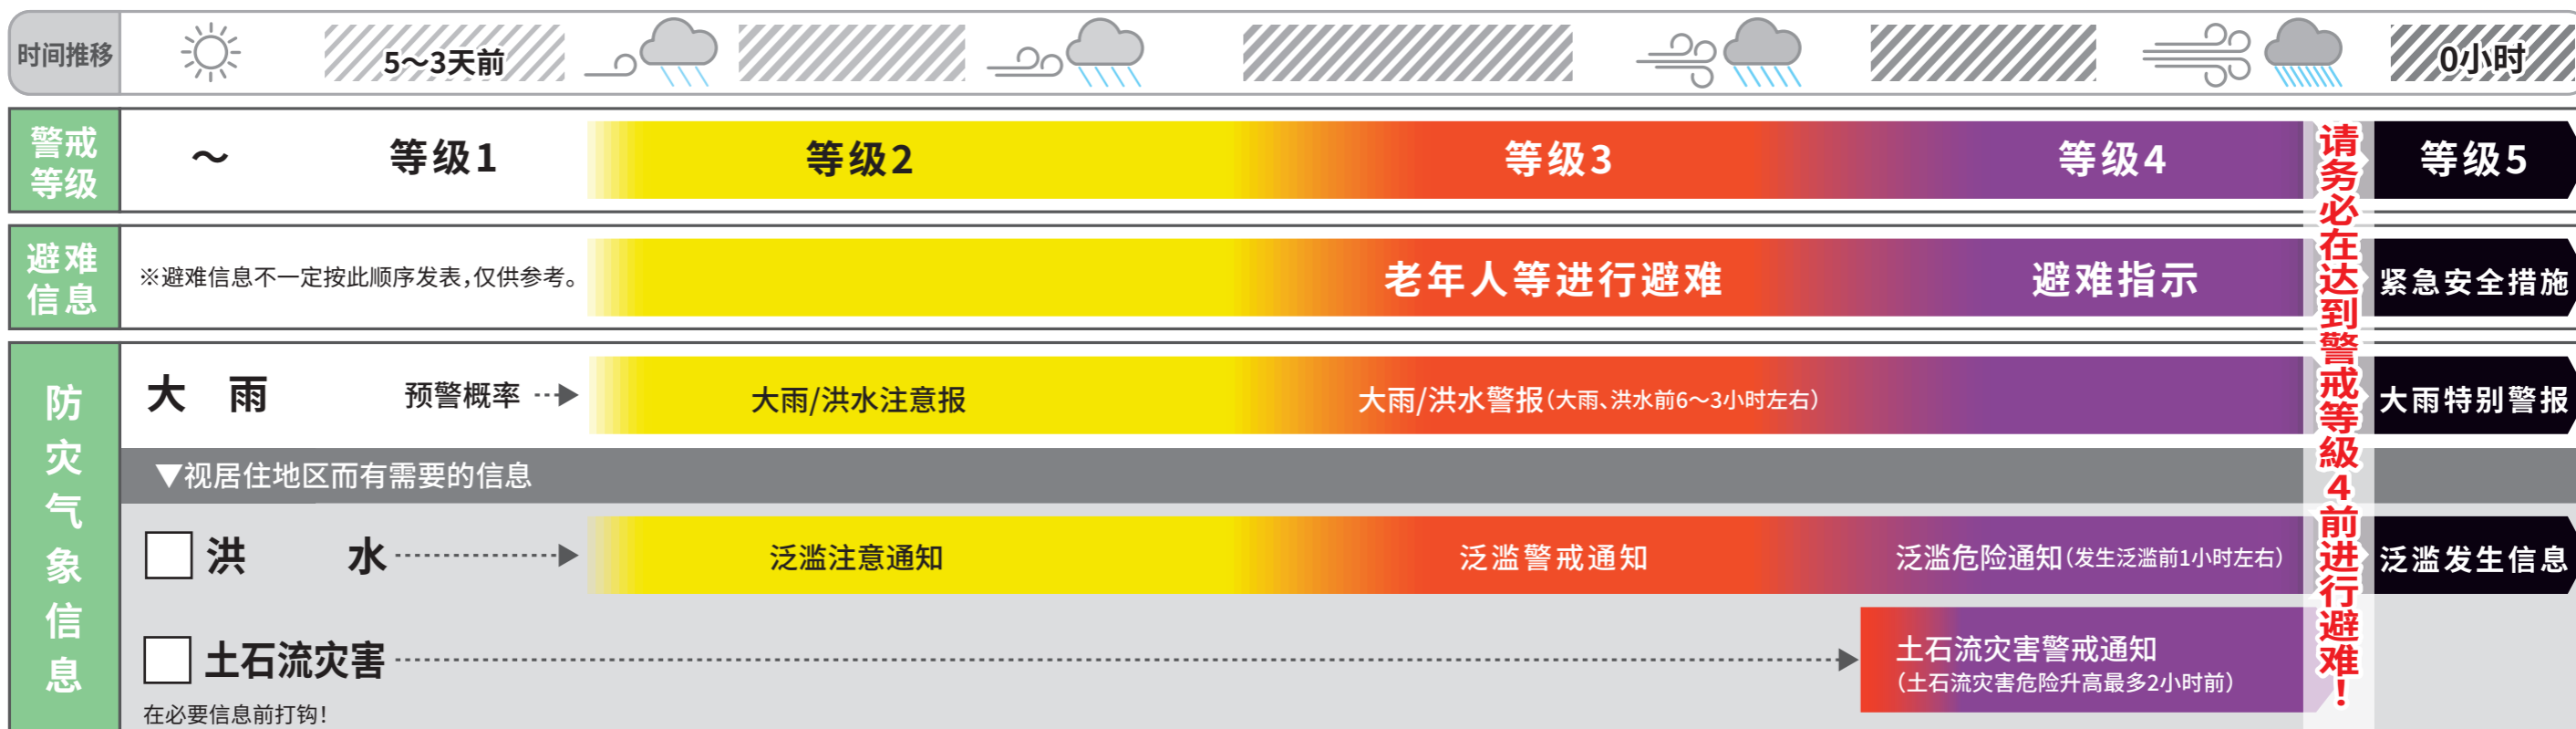 时间推移
5～3天前
0小时
警戒
等级
～
等级1
等级2
等级3
等级4
等级5
避难
信息
※避难信息不一定按此顺序发表，仅供参考。
老年人等进行避难
避难指示
紧急安全措施
防灾气象信息
大 雨
预警概率
大雨/洪水注意报
大雨/洪水警报（大雨、洪水前6～3小时左右）
大雨特别警报
▼视居住地区而有需要的信息
洪 水
泛滥注意通知
泛滥警戒通知
泛滥危险通知（发生泛滥前1小时左右）
泛滥发生信息
土石流灾害
土石流灾害警戒通知
（土石流灾害危险升高最多2小时前）
在必要信息前打钩！
请务必在达到警戒等級4前进行避难！